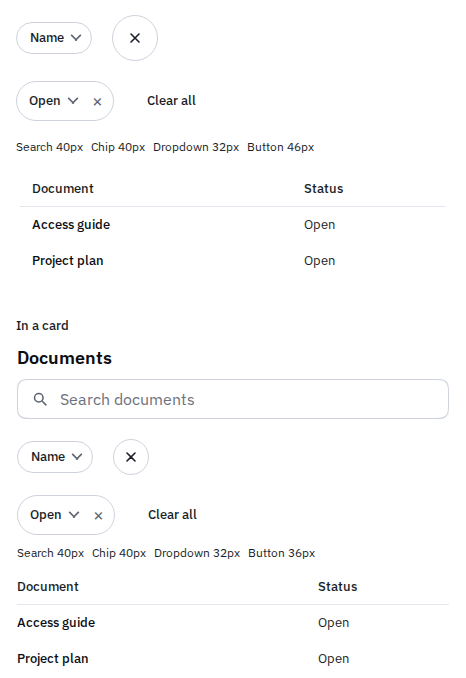 Name
Open Clear all
Search 40px Chip 40px Dropdown 32px Button 46px
Document Status
Access guide Open
Project plan Open
In a card
Documents
Search documents
Name
Open Clear all
Search 40px Chip 40px Dropdown 32px Button 36px
Document Status
Access guide Open
Project plan Open